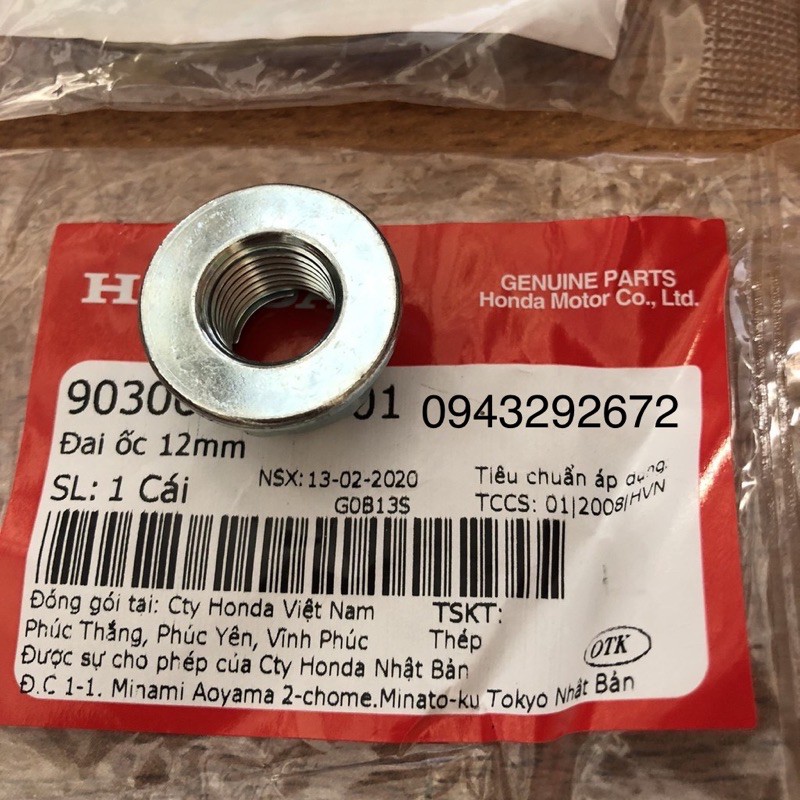 GENUINE PARTS
Honda Motor Co., Ltd.
0943292672
Đai ốc 12mm
SL: 1 Cái
NSX: 13-02-2020
G0B13S
Tiêu chuẩn áp dụng:
TCCS: 01|2008/HVN
Đóng gói tại: Cty Honda Việt Nam
Phúc Thắng, Phúc Yên, Vĩnh Phúc
TSKT:
Thép
Được sự cho phép của Cty Honda Nhật Bản
Đ.C 1-1. Minami Aoyama 2-chome.Minato-ku Tokyo Nhật Bản
OTK